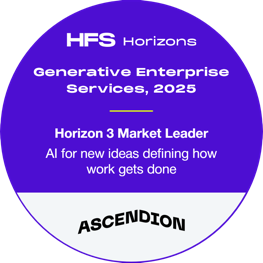 HFS Horizons
Generative Enterprise
Services, 2025
Horizon 3 Market Leader
AI for new ideas defining how
work gets done
ASCENDION